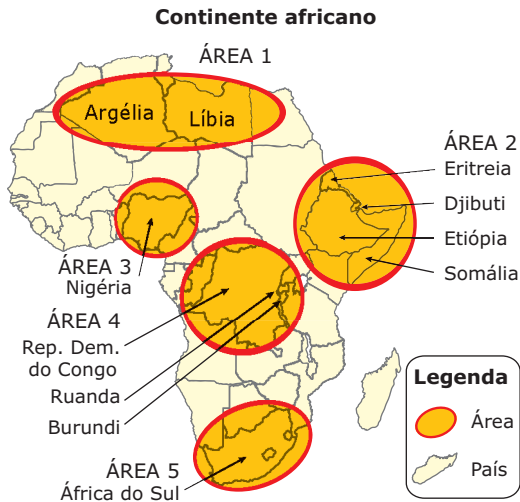 Continente africano
ÁREA 1
Argélia
Líbia
ÁREA 2
Eritreia
Djibuti
Etiópia
Somália
ÁREA 3
Nigéria
ÁREA 4
Rep. Dem.
do Congo
Ruanda
Burundi
ÁREA 5
África do Sul
Legenda
Área
País